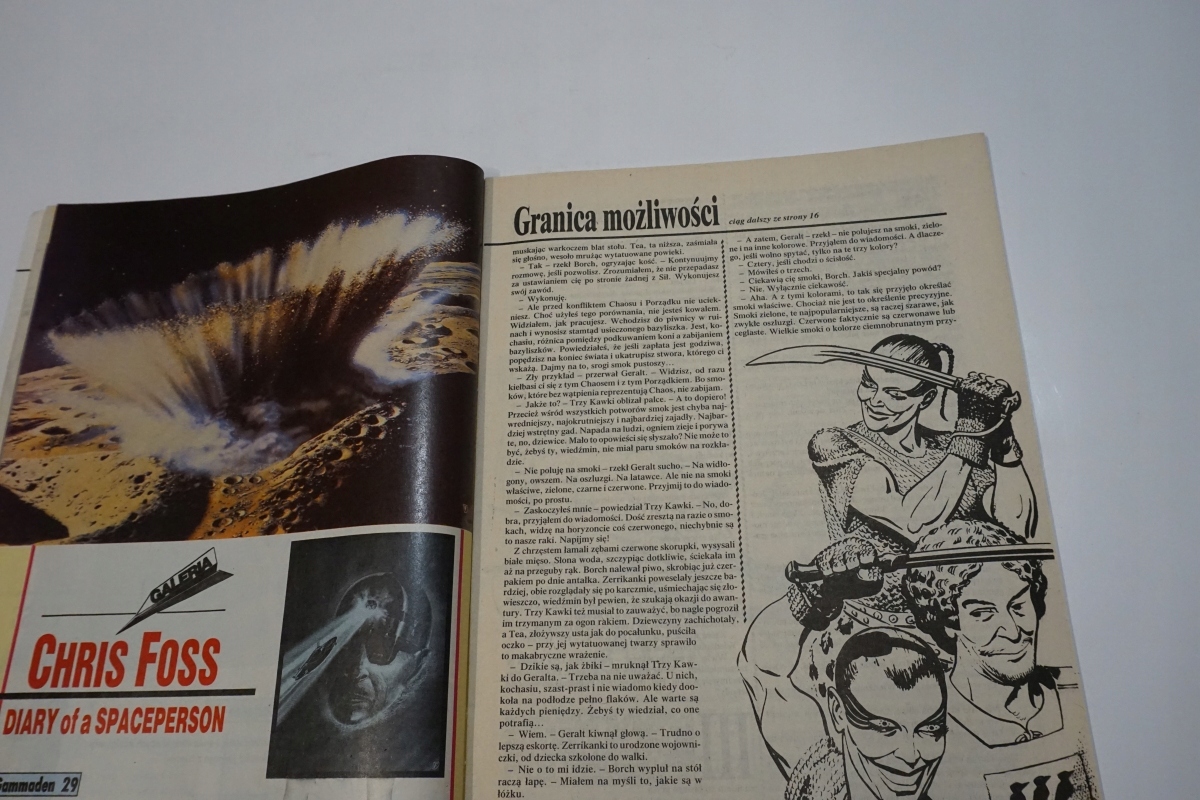 GALERIA
CHRIS FOSS
DIARY of a SPACEPERSON
Gammaden 29
Granica możliwości
ciąg dalszy ze strony 16
muskając warkoczem blat stołu. Tea, ta niższa, zaśmiała
się głośno, wesoło mrużąc wytatuowane powieki.
– Tak – rzekł Borch, ogryzając kość. – Kontynuujmy
rozmowę, jeśli pozwolisz. Zrozumiałem, że nie przepadasz
za ustawianiem cię po stronie żadnej z Sił. Wykonujesz
swój zawód.
– Wykonuję.
– Ale przed konfliktem Chaosu i Porządku nie uciek-
niesz. Choć użyłeś tego porównania, nie jesteś kowalem.
Widziałem, jak pracujesz. Wchodzisz do piwnicy w rui-
nach i wynosisz stamtąd usieczonego bazyliszka. Jest, ko-
chasiu, różnica pomiędzy podkuwaniem koni a zabijaniem
bazyliszków. Powiedziałeś, że jeśli zapłata jest godziwa,
popędzisz na koniec świata i ukatrupisz stwora, którego ci
wskażą. Dajmy na to, srogi smok pustoszy…
– Zły przykład – przerwał Geralt. – Widzisz, od razu
kiełbasi ci się z tym Chaosem i z tym Porządkiem. Bo smo-
ków, które bez wątpienia reprezentują Chaos, nie zabijam.
– Jakże to? – Trzy Kawki oblizał palce. – A to dopiero!
Przecież wśród wszystkich potworów smok jest chyba naj-
wredniejszy, najokrutniejszy i najbardziej zajadły. Najbar-
dziej wstrętny gad. Napada na ludzi, ogniem zieje i porywa
te, no, dziewice. Mało to opowieści się słyszało? Nie może to
być, żebyś ty, wiedźmin, nie miał paru smoków na rozkła-
dzie.
– Nie poluję na smoki – rzekł Geralt sucho. – Na widło-
gony, owszem. Na oszluzgi. Na latawce. Ale nie na smoki
właściwe, zielone, czarne i czerwone. Przyjmij to do wiado-
mości, po prostu.
– Zaskoczyłeś mnie – powiedział Trzy Kawki. – No, do-
bra, przyjąłem do wiadomości. Dość zresztą na razie o smo-
kach, widzę na horyzoncie coś czerwonego, niechybnie są
to nasze raki. Napijmy się!
Z chrzęstem łamali zębami czerwone skorupki, wysysali
białe mięso. Słona woda, szczypiąc dotkliwie, ściekała im
aż na przeguby rąk. Borch nalewał piwo, skrobiąc już czer-
pakiem po dnie antałka. Zerrikanki poweselały jeszcze ba-
rdziej, obie rozglądały się po karczmie, uśmiechając się zło-
wieszczo, wiedźmin był pewien, że szukają okazji do awan-
tury. Trzy Kawki też musiał to zauważyć, bo nagle pogroził
im trzymanym za ogon rakiem. Dziewczyny zachichotały,
a Tea, złożywszy usta jak do pocałunku, puściła
oczko – przy jej wytatuowanej twarzy sprawiło
to makabryczne wrażenie.
– Dzikie są, jak żbiki – mruknął Trzy Kaw-
ki do Geralta. – Trzeba na nie uważać. U nich,
kochasiu, szast-prast i nie wiadomo kiedy doo-
koła na podłodze pełno flaków. Ale warte są
każdych pieniędzy. Żebyś ty wiedział, co one
potrafią…
– Wiem. – Geralt kiwnął głową. – Trudno o
lepszą eskortę. Zerrikanki to urodzone wojowni-
czki, od dziecka szkolone do walki.
– Nie o to mi idzie. – Borch wypluł na stół
raczą łapę. – Miałem na myśli to, jakie są w
łóżku.
– A zatem, Geralt – rzekł – nie polujesz na smoki, zielo-
ne i na inne kolorowe. Przyjąłem do wiadomości. A dlacze-
go, jeśli wolno spytać, tylko na te trzy kolory?
– Cztery, jeśli chodzi o ścisłość.
– Mówiłeś o trzech.
– Ciekawią cię smoki, Borch. Jakiś specjalny powód?
– Nie. Wyłącznie ciekawość.
– Aha. A z tymi kolorami, to tak się przyjęło określać
smoki właściwe. Chociaż nie jest to określenie precyzyjne.
Smoki zielone, te najpopularniejsze, są raczej szarawe, jak
zwykłe oszluzgi. Czerwone faktycznie są czerwonawe lub
ceglaste. Wielkie smoki o kolorze ciemnobrunatnym przy-